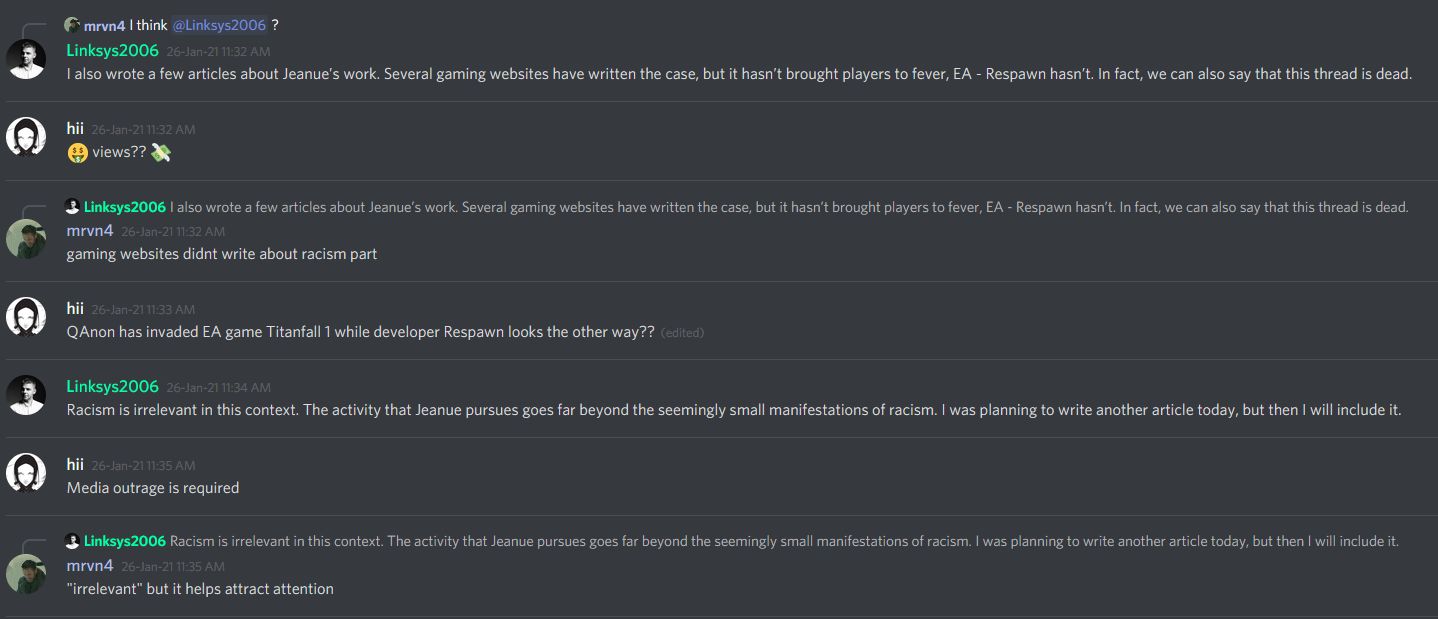 mrvn4 I think @Linksys2006 ?
Linksys2006 26-Jan-21 11:32 AM
I also wrote a few articles about Jeanue’s work. Several gaming websites have written the case, but it hasn’t brought players to fever, EA - Respawn hasn’t. In fact, we can also say that this thread is dead.
hii 26-Jan-21 11:32 AM
🤑 views?? 💸
Linksys2006 I also wrote a few articles about Jeanue’s work. Several gaming websites have written the case, but it hasn’t brought players to fever, EA - Respawn hasn’t. In fact, we can also say that this thread is dead.
mrvn4 26-Jan-21 11:32 AM
gaming websites didnt write about racism part
hii 26-Jan-21 11:33 AM
QAnon has invaded EA game Titanfall 1 while developer Respawn looks the other way?? (edited)
Linksys2006 26-Jan-21 11:34 AM
Racism is irrelevant in this context. The activity that Jeanue pursues goes far beyond the seemingly small manifestations of racism. I was planning to write another article today, but then I will include it.
hii 26-Jan-21 11:35 AM
Media outrage is required
Linksys2006 Racism is irrelevant in this context. The activity that Jeanue pursues goes far beyond the seemingly small manifestations of racism. I was planning to write another article today, but then I will include it.
mrvn4 26-Jan-21 11:35 AM
"irrelevant" but it helps attract attention